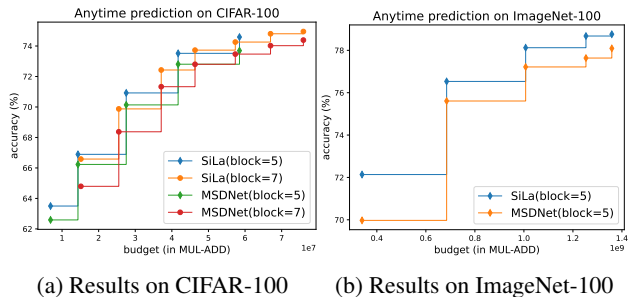 Anytime prediction on CIFAR-100
accuracy (%)
74
72
70
68
66
64
62
SiLa(block=5)
SiLa(block=7)
MSDNet(block=5)
MSDNet(block=7)
1 2 3 4 5 6 7
1e7
budget (in MUL-ADD)
(a) Results on CIFAR-100
Anytime prediction on ImageNet-100
accuracy (%)
78
76
74
72
70
SiLa(block=5)
MSDNet(block=5)
0.4 0.6 0.8 1.0 1.2 1.4
1e9
budget (in MUL-ADD)
(b) Results on ImageNet-100